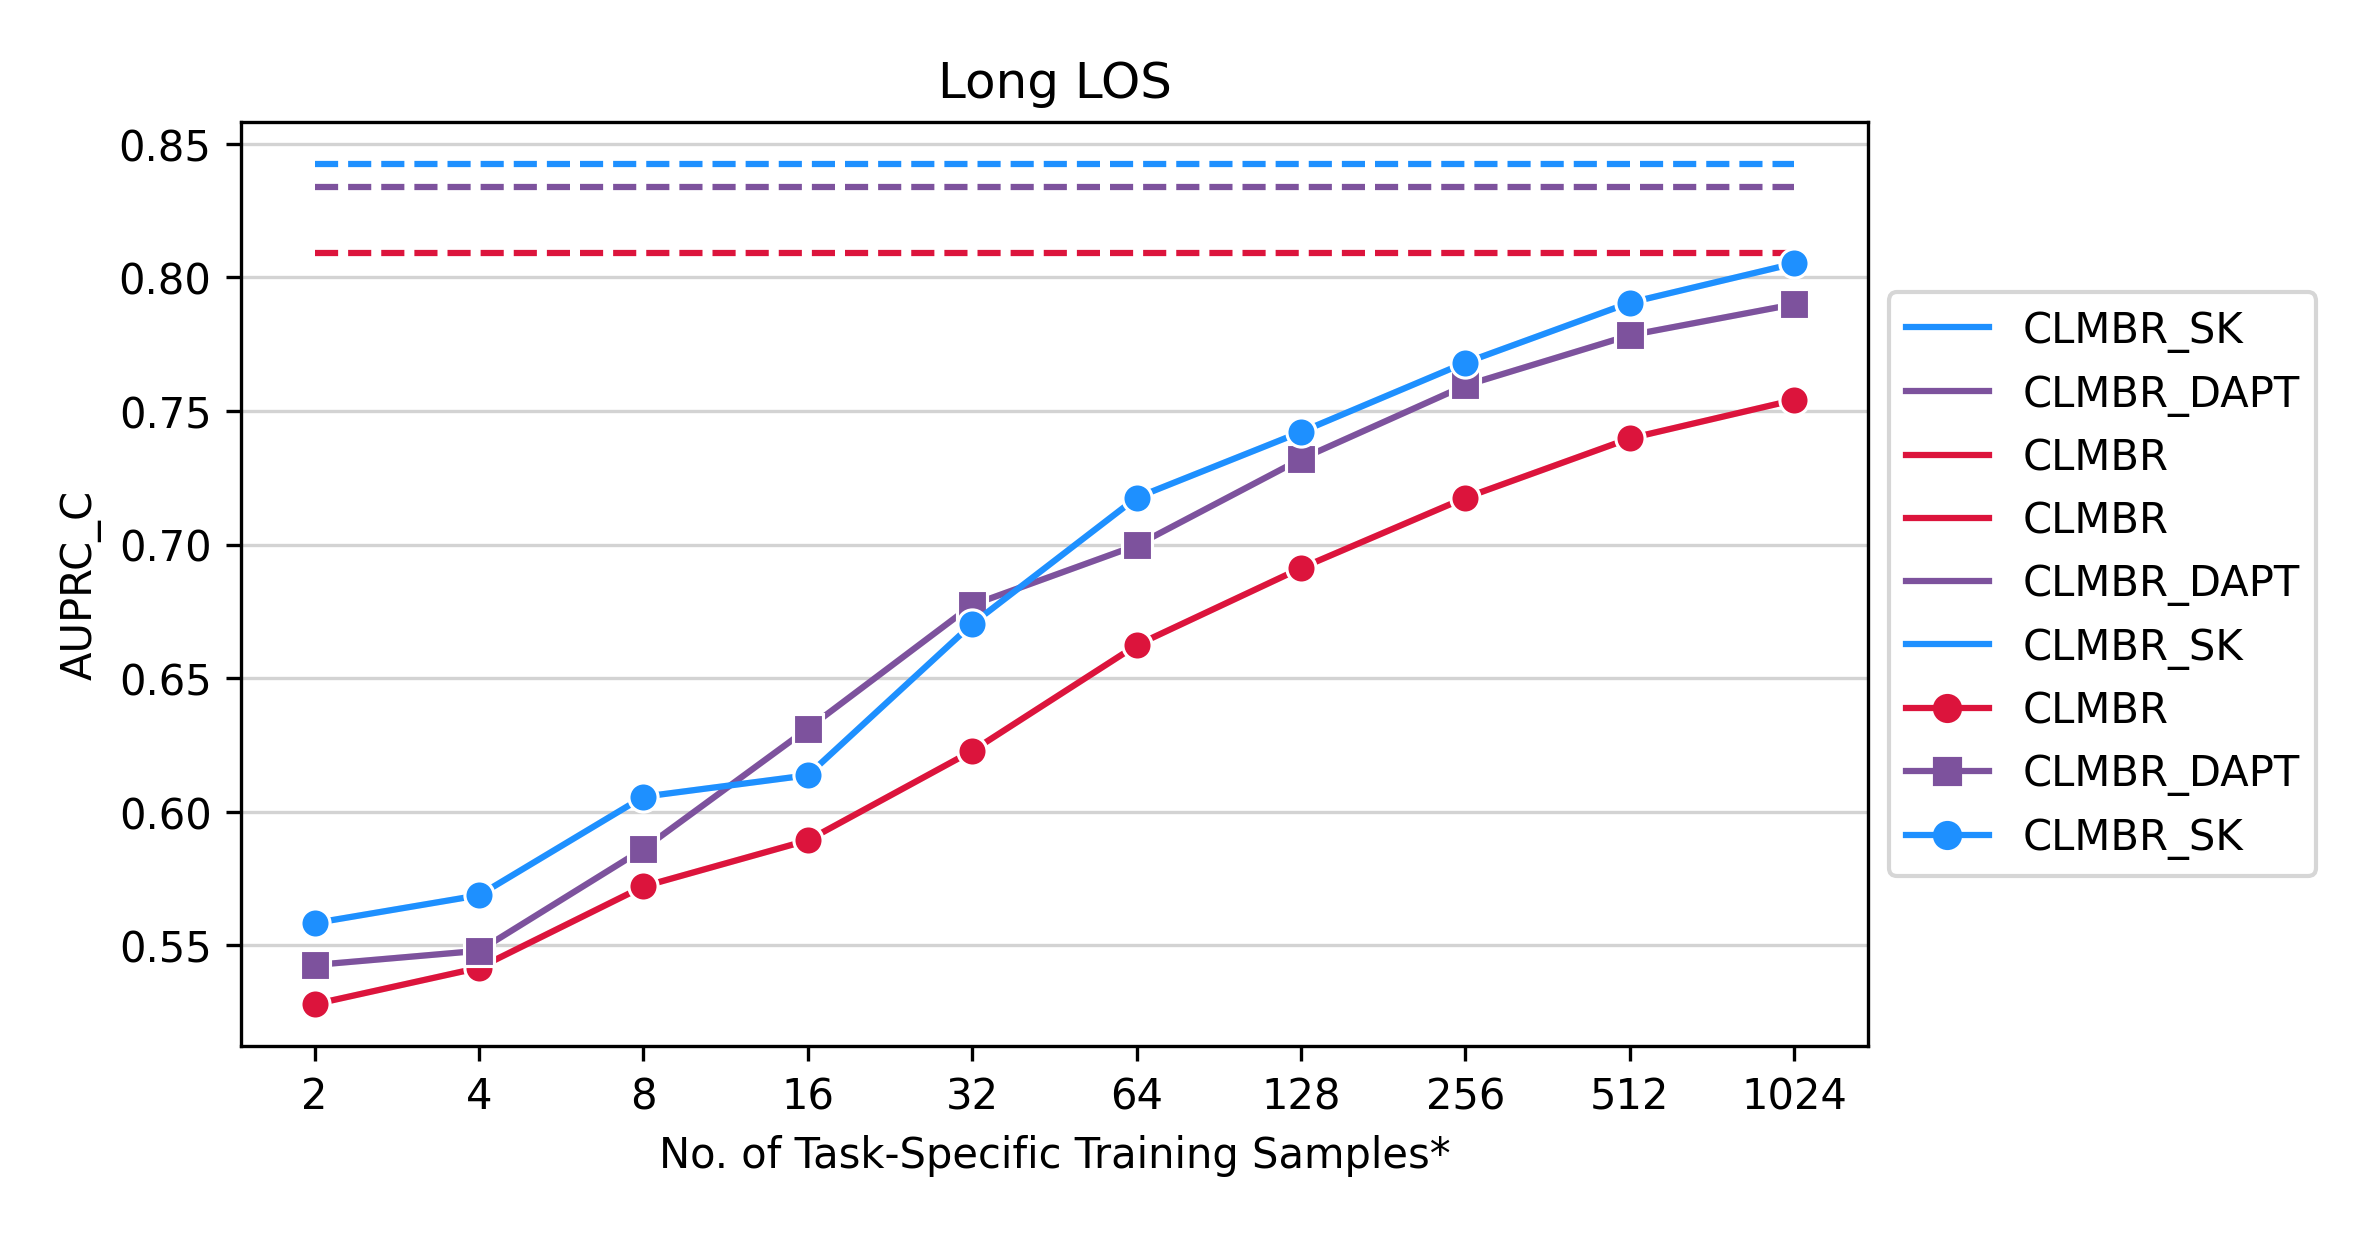 Long LOS
AUPRC_C
0.85
0.80
0.75
0.70
0.65
0.60
0.55
2 4 8 16 32 64 128 256 512 1024
No. of Task-Specific Training Samples*
CLMBR_SK
CLMBR_DAPT
CLMBR
CLMBR
CLMBR_DAPT
CLMBR_SK
CLMBR
CLMBR_DAPT
CLMBR_SK